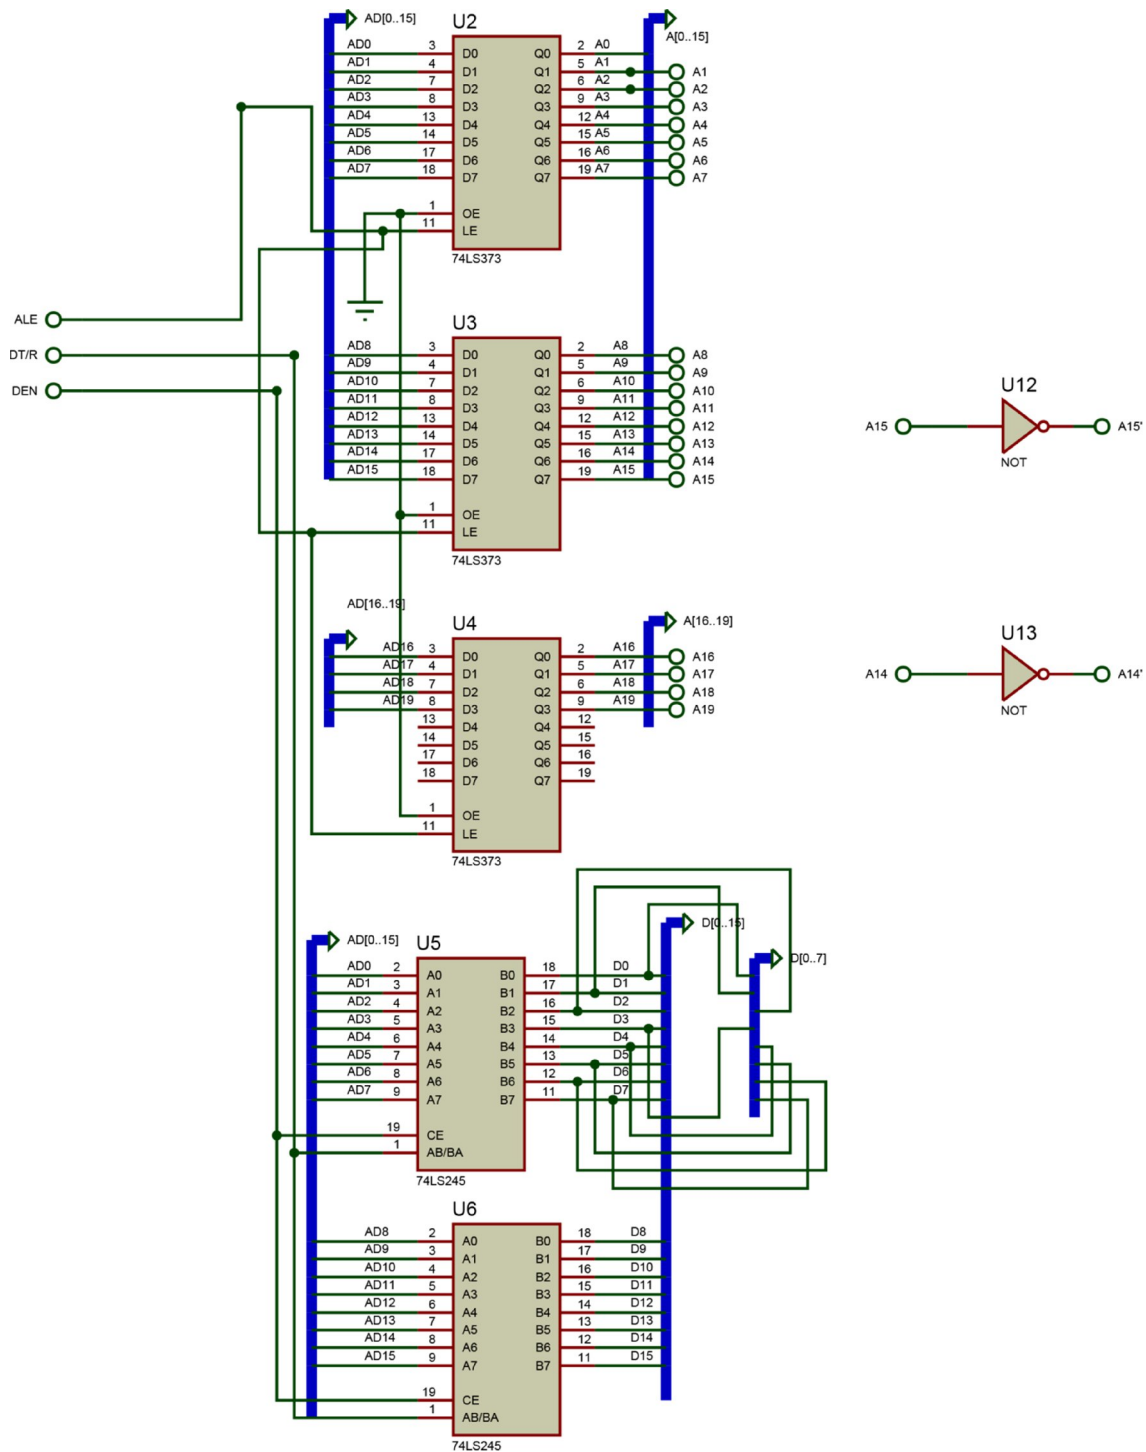 AD[0..15]
U2
A[0..15]
AD0 3 D0 Q0 2 A0
AD1 4 D1 Q1 5 A1 A1
AD2 7 D2 Q2 6 A2 A2
AD3 8 D3 Q3 9 A3 A3
AD4 13 D4 Q4 12 A4 A4
AD5 14 D5 Q5 15 A5 A5
AD6 17 D6 Q6 16 A6 A6
AD7 18 D7 Q7 19 A7 A7
1 OE
11 LE
74LS373
ALE
DT/R
DEN
U3
AD8 3 D0 Q0 2 A8 A8
AD9 4 D1 Q1 5 A9 A9
AD10 7 D2 Q2 6 A10 A10
AD11 8 D3 Q3 9 A11 A11
AD12 13 D4 Q4 12 A12 A12
AD13 14 D5 Q5 15 A13 A13
AD14 17 D6 Q6 16 A14 A14
AD15 18 D7 Q7 19 A15 A15
1 OE
11 LE
74LS373
U12
A15 A15'
NOT
AD[16..19]
U4
A[16..19]
AD16 3 D0 Q0 2 A16 A16
AD17 4 D1 Q1 5 A17 A17
AD18 7 D2 Q2 6 A18 A18
AD19 8 D3 Q3 9 A19 A19
13 D4 Q4 12
14 D5 Q5 15
17 D6 Q6 16
18 D7 Q7 19
1 OE
11 LE
74LS373
U13
A14 A14'
NOT
AD[0..15]
U5
D[0..15]
D[0..7]
AD0 2 A0 B0 18 D0
AD1 3 A1 B1 17 D1
AD2 4 A2 B2 16 D2
AD3 5 A3 B3 15 D3
AD4 6 A4 B4 14 D4
AD5 7 A5 B5 13 D5
AD6 8 A6 B6 12 D6
AD7 9 A7 B7 11 D7
19 CE
1 AB/BA
74LS245
U6
AD8 2 A0 B0 18 D8
AD9 3 A1 B1 17 D9
AD10 4 A2 B2 16 D10
AD11 5 A3 B3 15 D11
AD12 6 A4 B4 14 D12
AD13 7 A5 B5 13 D13
AD14 8 A6 B6 12 D14
AD15 9 A7 B7 11 D15
19 CE
1 AB/BA
74LS245